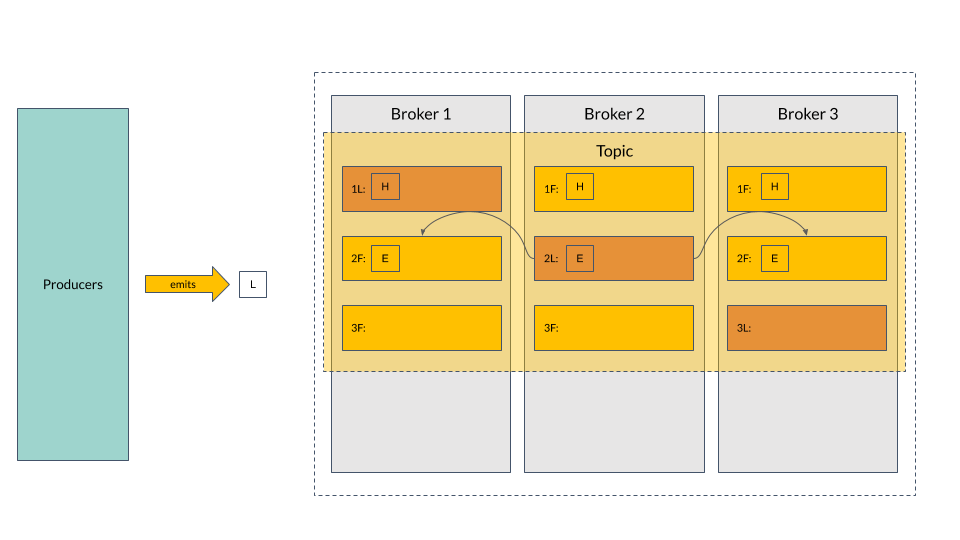 Broker 1
Broker 2
Broker 3
Topic
1L: H
1F: H
1F: H
2F: E
2L: E
2F: E
Producers
emits
L
3F:
3F:
3L: